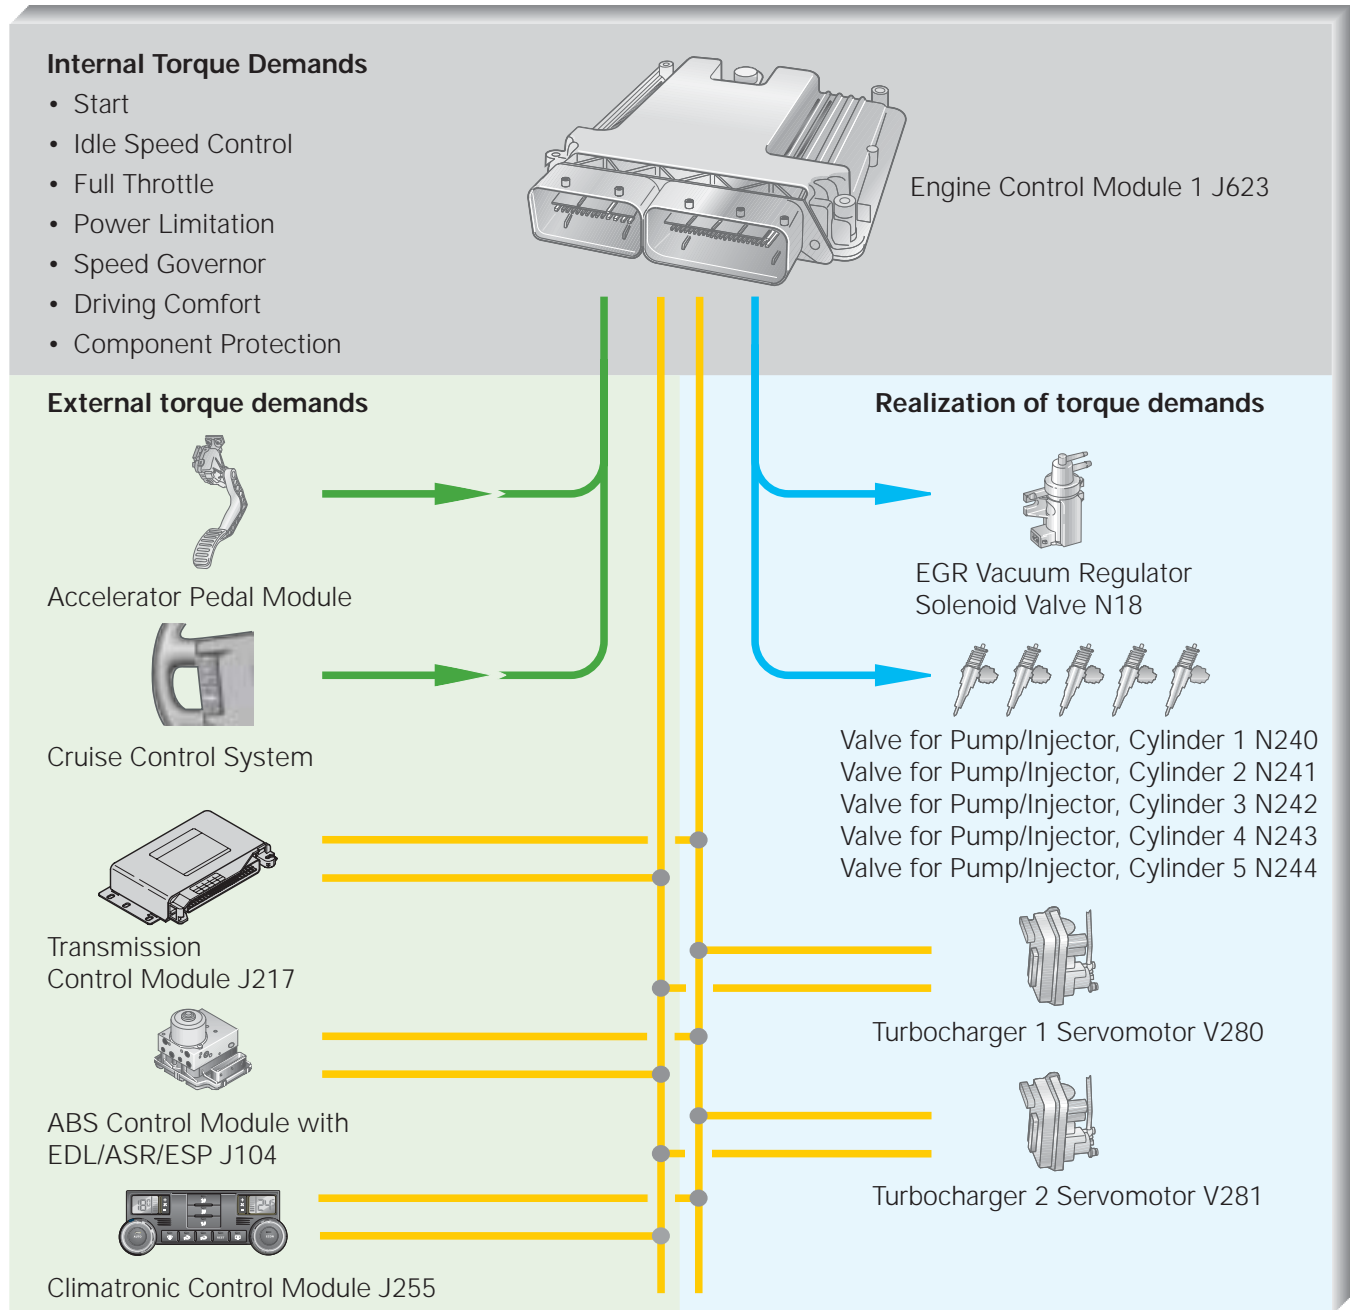 Internal Torque Demands
• Start
• Idle Speed Control
• Full Throttle
• Power Limitation
• Speed Governor
• Driving Comfort
• Component Protection
Engine Control Module 1 J623
External torque demands
Accelerator Pedal Module
Cruise Control System
Transmission
Control Module J217
ABS Control Module with
EDL/ASR/ESP J104
Climatronic Control Module J255
Realization of torque demands
EGR Vacuum Regulator
Solenoid Valve N18
Valve for Pump/Injector, Cylinder 1 N240
Valve for Pump/Injector, Cylinder 2 N241
Valve for Pump/Injector, Cylinder 3 N242
Valve for Pump/Injector, Cylinder 4 N243
Valve for Pump/Injector, Cylinder 5 N244
Turbocharger 1 Servomotor V280
Turbocharger 2 Servomotor V281